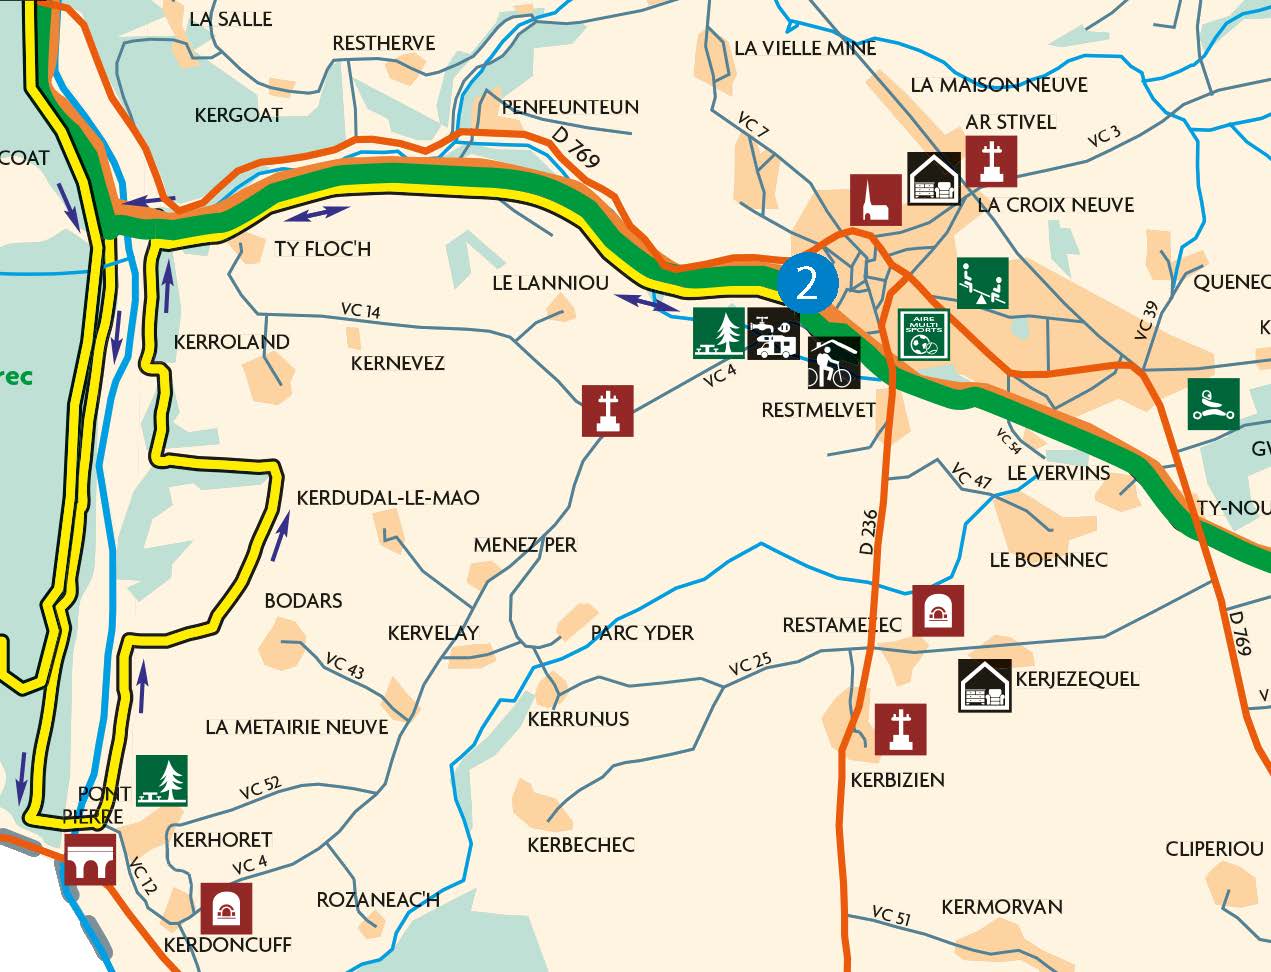 LA SALLE
RESTHERVE
LA VIELLE MINE
LA MAISON NEUVE
KERGOAT
PENFEUNTEUN
AR STIVEL
VC 7
VC 3
D 769
COAT
LA CROIX NEUVE
TY FLOC'H
LE LANNIOU
2
QUENEC
VC 14
VC 39
AIRE
MULTI
SPORTS
KERROLAND
KERNEVEZ
K
rec
VC 4
RESTMELVET
VC 54
GV
LE VERVINS
VC 47
KERDUDAL-LE-MAO
TY-NOU
D 236
MENEZ PER
LE BOENNEC
BODARS
KERVELAY
PARC YDER
RESTAMEZEC
D 769
VC 43
VC 25
KERJEZEQUEL
V
LA METAIRIE NEUVE
KERRUNUS
KERBIZIEN
PONT
PIERRE
VC 52
KERHORET
KERBECHEC
CLIPERIOU
VC 12
VC 4
ROZANEAC'H
VC 51
KERMORVAN
KERDONCUFF